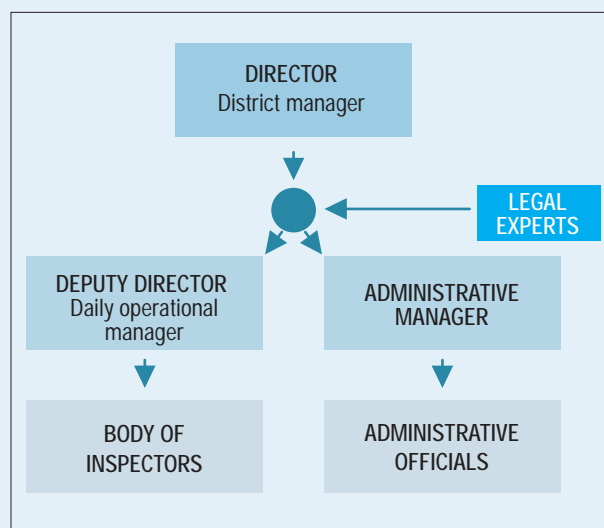 DIRECTOR
District manager
LEGAL
EXPERTS
DEPUTY DIRECTOR
Daily operational
manager
ADMINISTRATIVE
MANAGER
BODY OF
INSPECTORS
ADMINISTRATIVE
OFFICIALS